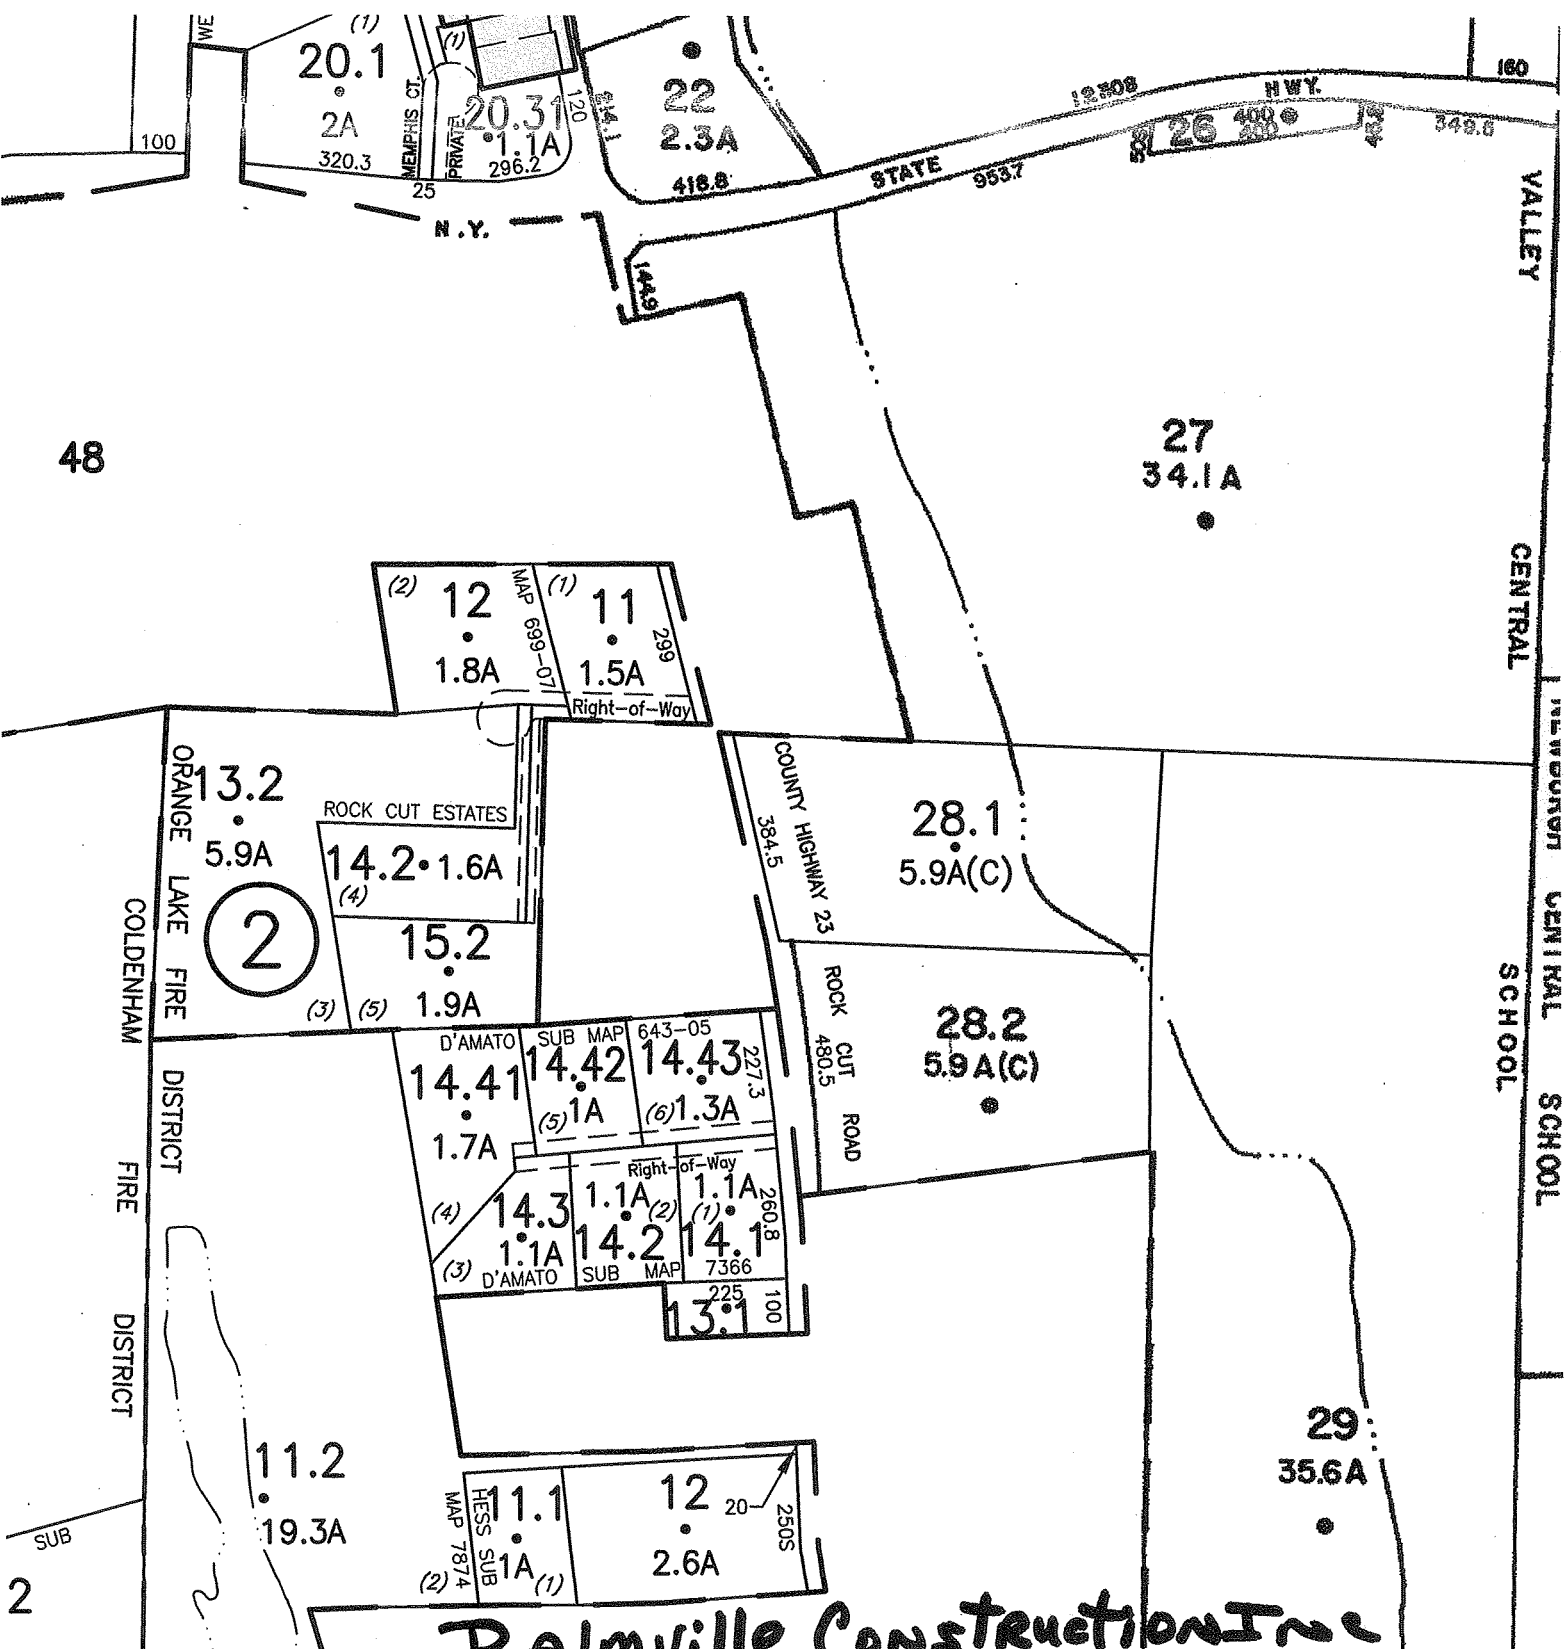 (1)
(1)
20.1
2A
320.3
100
MEMPHIS CT.
25
PRIVATE
20.31
1.1A
296.2
120
22
2.3A
418.8
N.Y.
STATE
953.7
HWY.
160
26
400
200
349.6
144.9
VALLEY
CENTRAL
SCHOOL
48
27
34.1A
(2)
12
1.8A
MAP 699-07
(1)
11
1.5A
299
Right-of-Way
ORANGE LAKE FIRE DISTRICT
COLDENHAM FIRE DISTRICT
13.2
5.9A
2
(3)
ROCK CUT ESTATES
14.2
1.6A
(4)
15.2
1.9A
(5)
COUNTY HIGHWAY 23
384.5
28.1
5.9A(C)
ROCK CUT ROAD
480.5
28.2
5.9A(C)
CENTRAL SCHOOL
D'AMATO SUB MAP 643-05
14.41
1.7A
(4)
14.42
(5)
1A
14.43
(6)
1.3A
227.3
Right-of-Way
14.3
1.1A
(3)
1.1A
(2)
14.2
1.1A
(1)
14.1
260.8
D'AMATO SUB MAP 7366
225
13.1
100
29
35.6A
11.2
19.3A
SUB
2
MAP 7874
HESS SUB
(2)
11.1
1A
(1)
12
2.6A
20
250S
Construction Inc